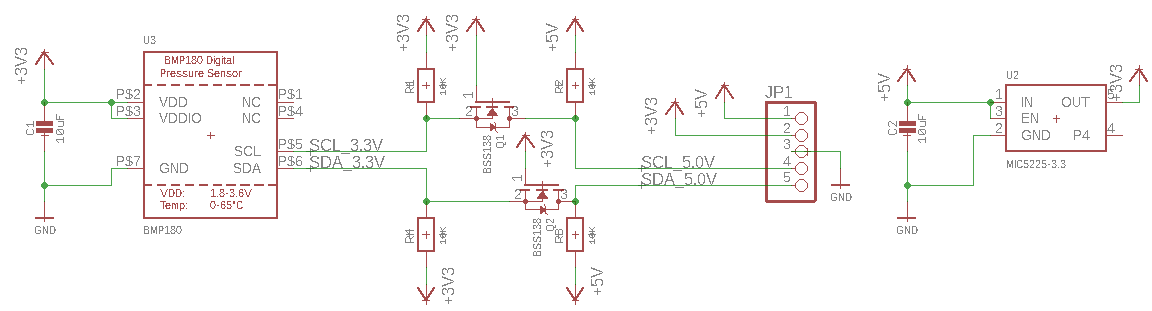 +3V3
C1
10uF
GND
U3
BMP180 Digital
Pressure Sensor
P$2
VDD
NC
P$1
P$3
VDDIO
NC
P$4
SCL
P$5
SCL_3.3V
P$7
GND
SDA
P$6
SDA_3.3V
VDD: 1.8-3.6V
Temp: 0-65°C
BMP180
+3V3
10K
+3V3
1
2
3
BSS138
Q1
+5V
R2
10K
+3V3
1
2
3
BSS138
Q2
10K
+3V3
10K
+5V
SCL_5.0V
SDA_5.0V
+3V3
+5V
JP1
1
2
3
4
5
GND
+5V
C2
10uF
GND
U2
1
IN
OUT
3
EN
2
GND
P4
4
MIC5225-3.3
+3V3